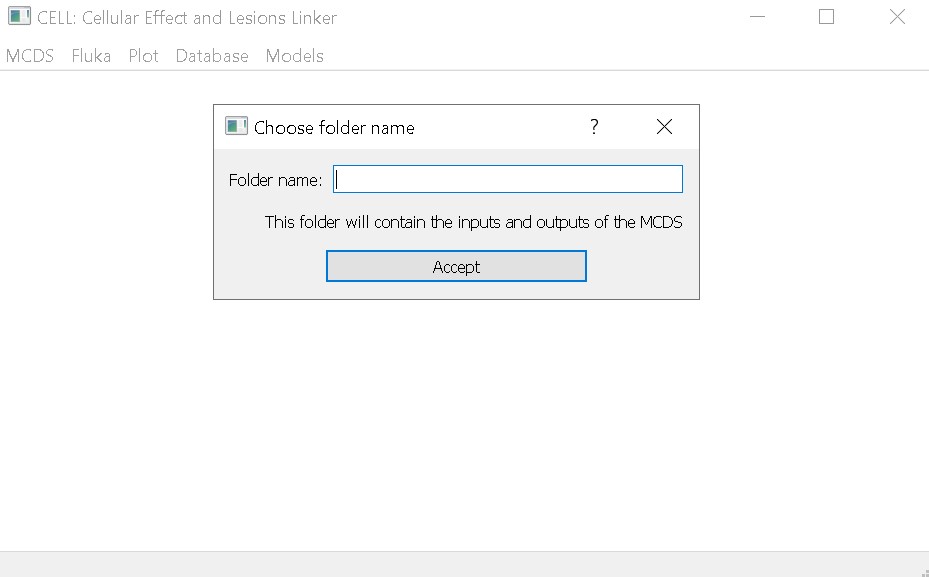 CELL: Cellular Effect and Lesions Linker
MCDS Fluka Plot Database Models
Choose folder name ?
Folder name:
This folder will contain the inputs and outputs of the MCDS
Accept